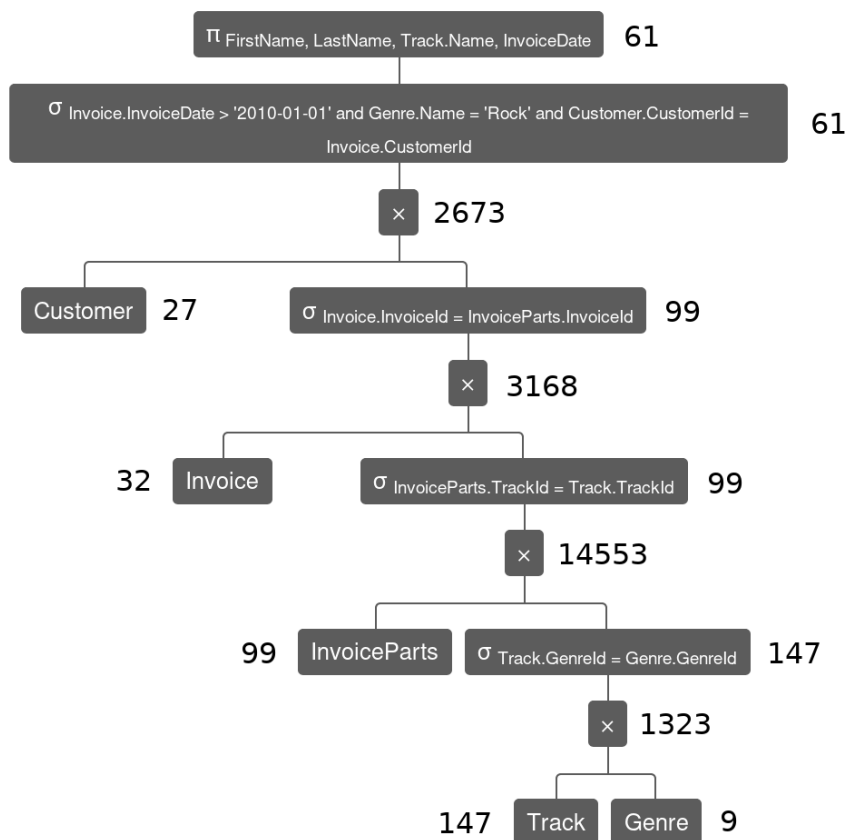 π FirstName, LastName, Track.Name, InvoiceDate 61
σ Invoice.InvoiceDate > '2010-01-01' and Genre.Name = 'Rock' and Customer.CustomerId =
Invoice.CustomerId 61
× 2673
Customer 27 σ Invoice.InvoiceId = InvoiceParts.InvoiceId 99
× 3168
32 Invoice σ InvoiceParts.TrackId = Track.TrackId 99
× 14553
99 InvoiceParts σ Track.GenreId = Genre.GenreId 147
× 1323
147 Track Genre 9